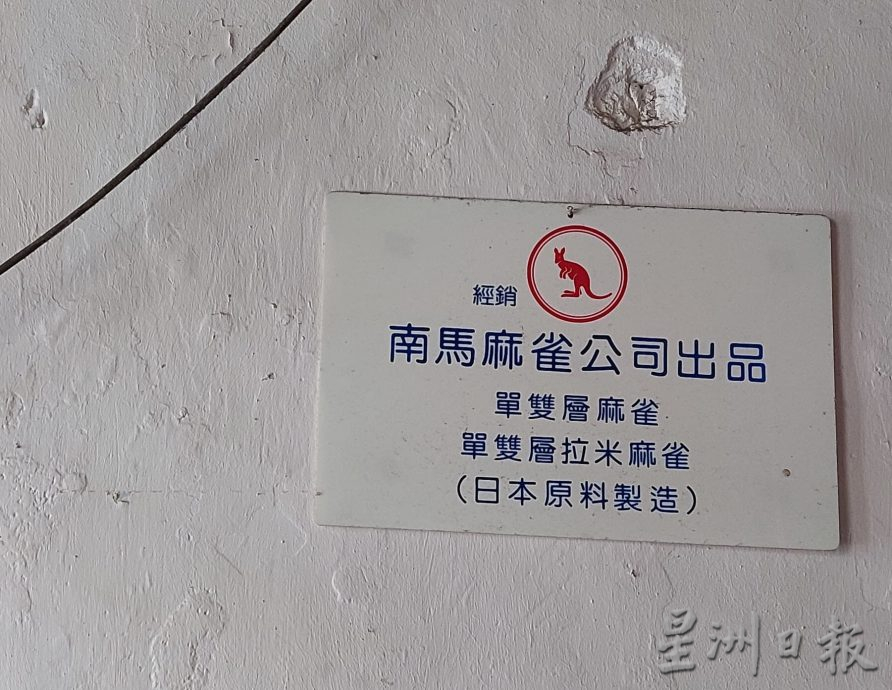 經銷
南馬麻雀公司出品
單雙層麻雀
單雙層拉米麻雀
(日本原料製造)
星洲日報